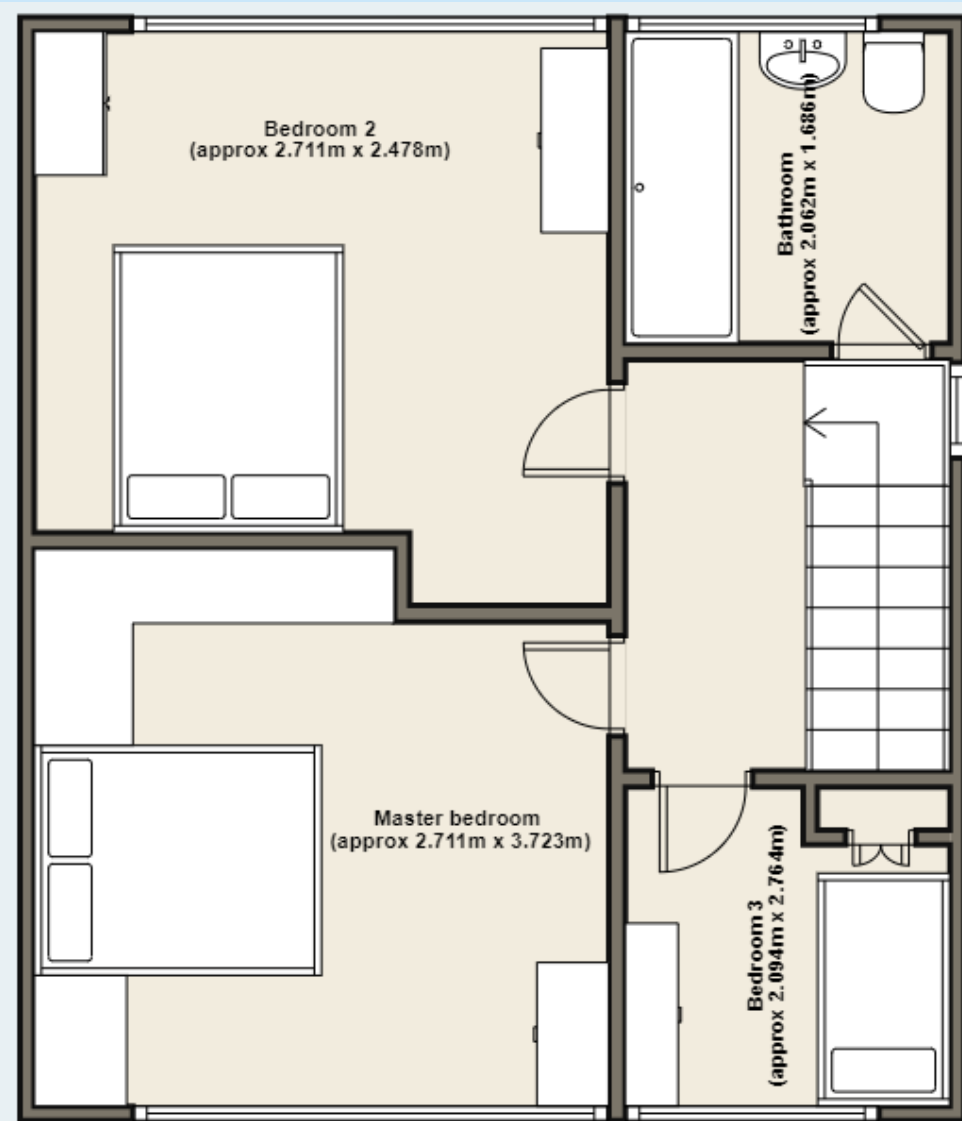 Bedroom 2
(approx 2.711m x 2.478m)
Bathroom
(approx 2.062m x 1.686m)
Master bedroom
(approx 2.711m x 3.723m)
Bedroom 3
(approx 2.094m x 2.764m)